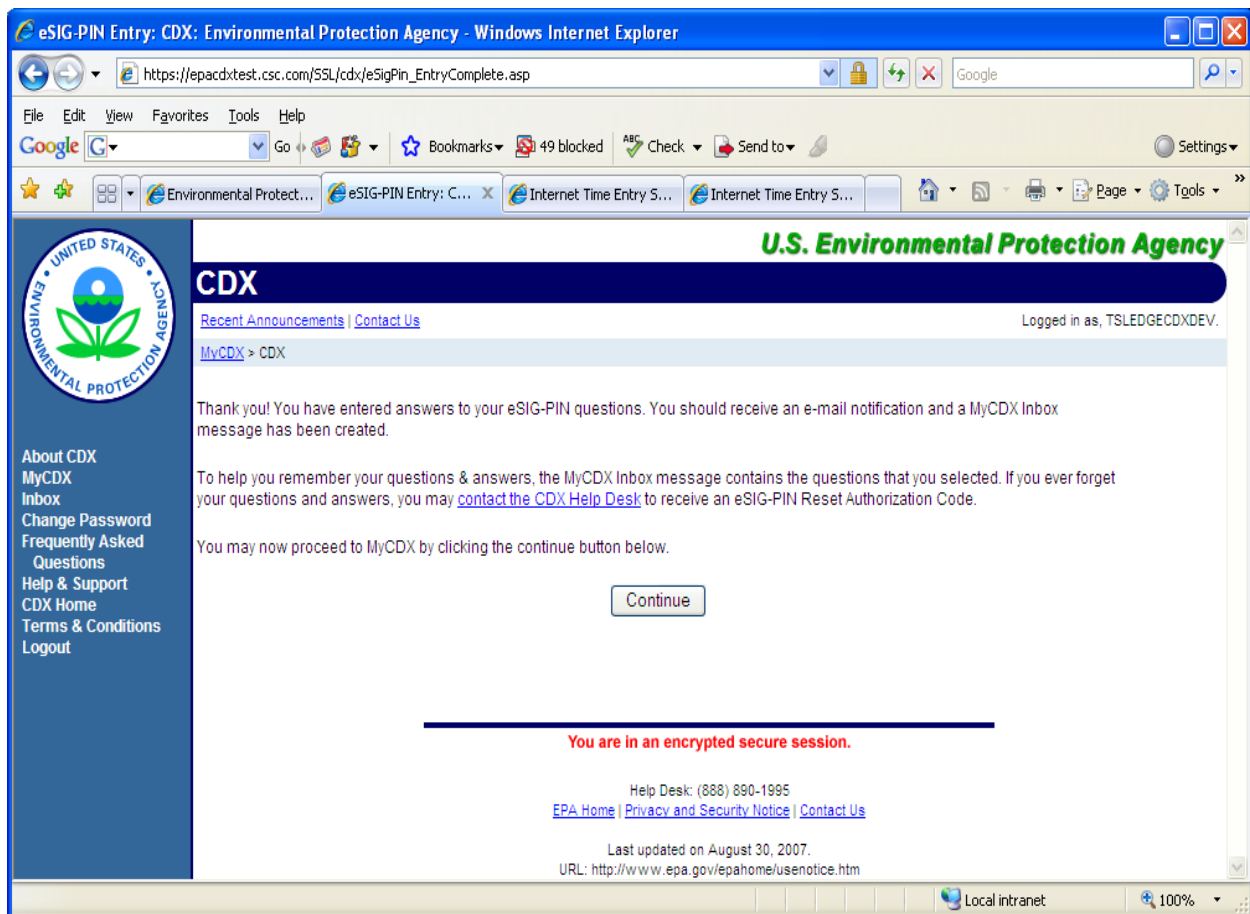 eSIG-PIN Entry: CDX: Environmental Protection Agency - Windows Internet Explorer
https://epacdxtest.csc.com/SSL/cdx/eSigPin_EntryComplete.asp
Google
File Edit View Favorites Tools Help
Google G Go Bookmarks 49 blocked ABC Check Send to Settings
Environmental Protect... eSIG-PIN Entry: C... X Internet Time Entry S... Internet Time Entry S... Page Tools »
UNITED STATES
ENVIRONMENTAL PROTECTION AGENCY
U.S. Environmental Protection Agency
CDX
Recent Announcements | Contact Us
Logged in as, TSLEDGECDXDEV.
MyCDX > CDX
About CDX
MyCDX
Inbox
Change Password
Frequently Asked
Questions
Help & Support
CDX Home
Terms & Conditions
Logout
Thank you! You have entered answers to your eSIG-PIN questions. You should receive an e-mail notification and a MyCDX Inbox
message has been created.
To help you remember your questions & answers, the MyCDX Inbox message contains the questions that you selected. If you ever forget
your questions and answers, you may contact the CDX Help Desk to receive an eSIG-PIN Reset Authorization Code.
You may now proceed to MyCDX by clicking the continue button below.
Continue
You are in an encrypted secure session.
Help Desk: (888) 890-1995
EPA Home | Privacy and Security Notice | Contact Us
Last updated on August 30, 2007.
URL: http://www.epa.gov/epahome/usenotice.htm
Local intranet 100%